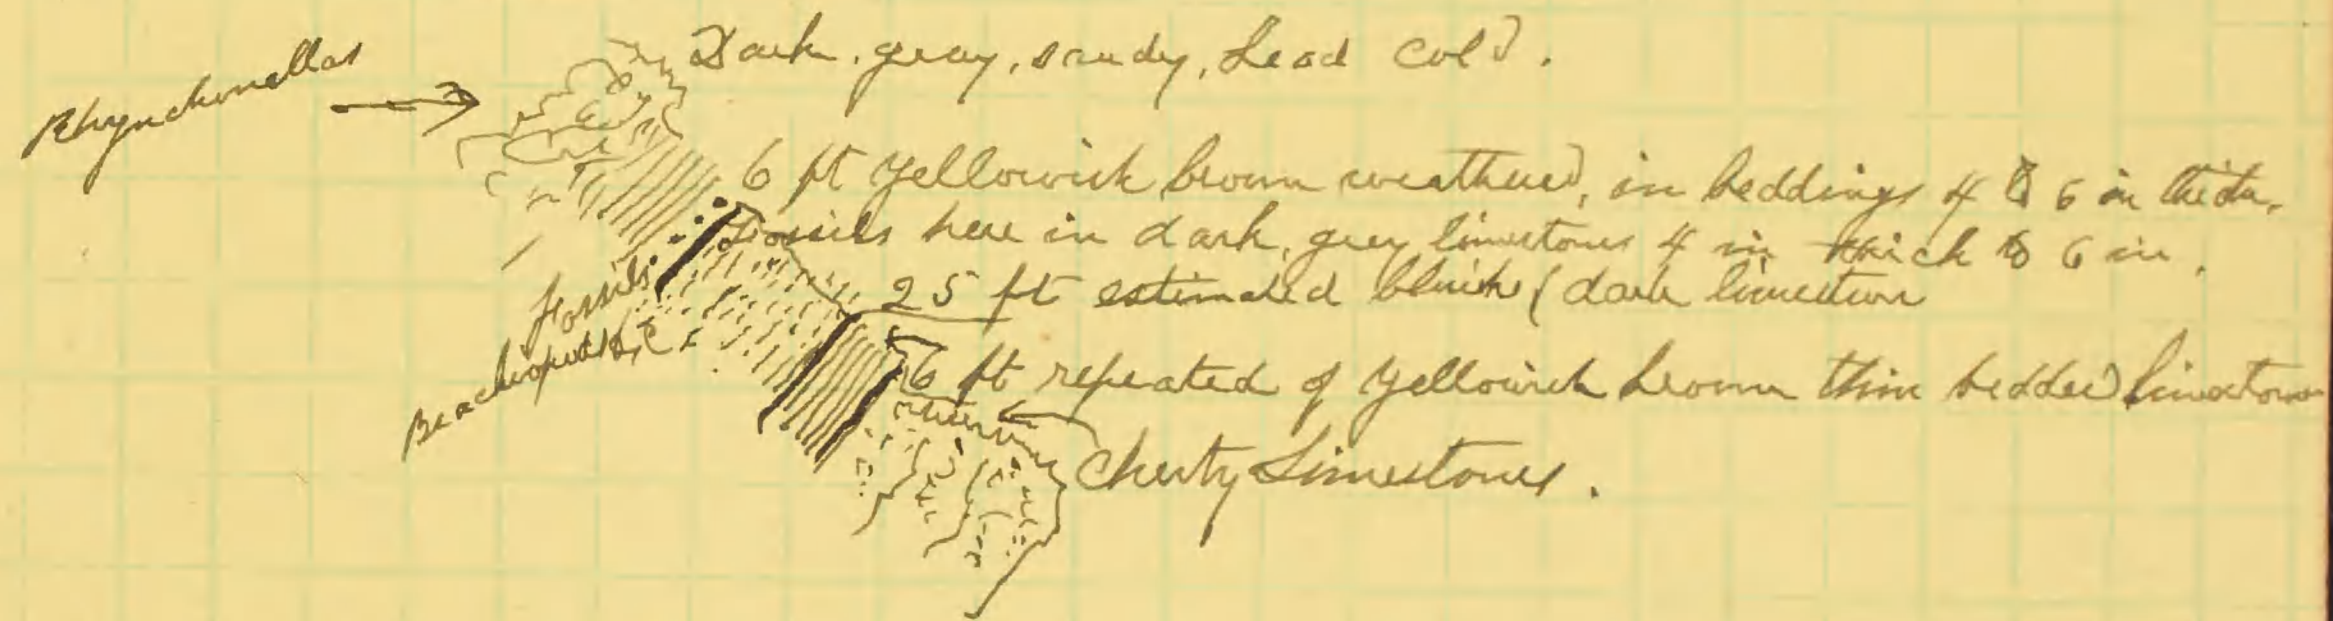 Rhynchonellas
Dark, gray, sandy, Lead Col'd.
6 ft yellowish brown weathered, in beddings 4 to 6 in
Fossils here in dark, grey limestones 4 in thick to 6 in.
25 ft estimated bluish (dark limestone
Fossils
Brachiopods &c
6 ft repeated of yellowish brown thin bedded limestone
Cherty Limestones.